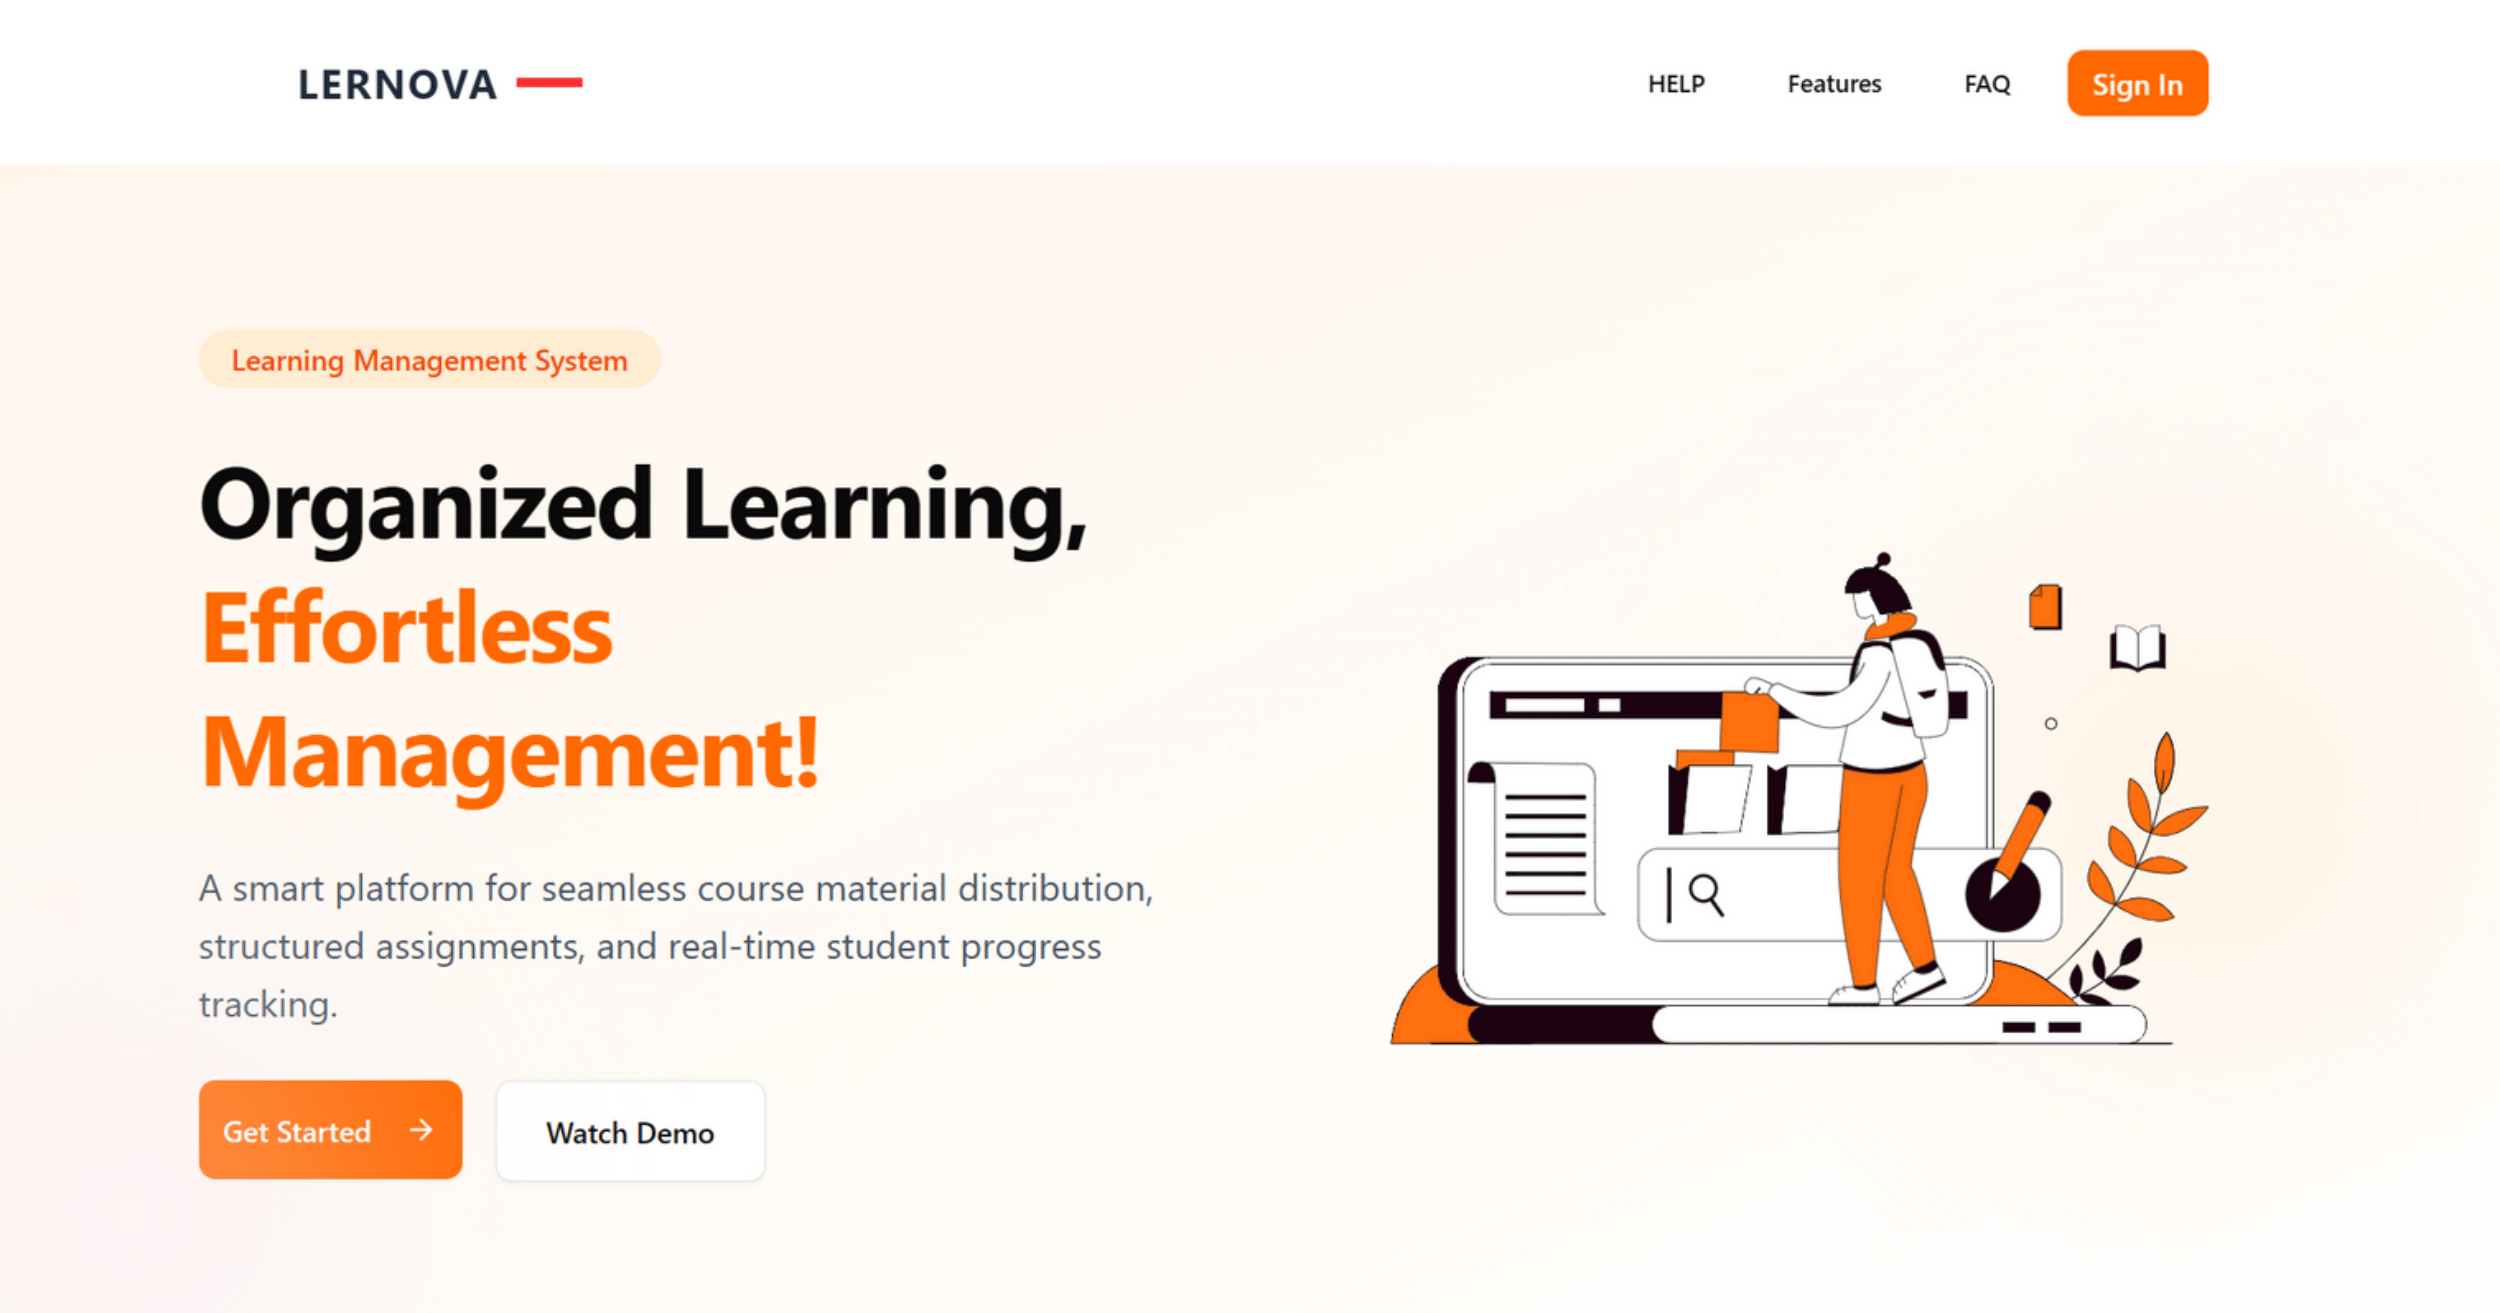 LERNOVA
HELP
Features
FAQ
Sign In
Learning Management System
Organized Learning,
Effortless
Management!
A smart platform for seamless course material distribution,
structured assignments, and real-time student progress
tracking.
Get Started
Watch Demo